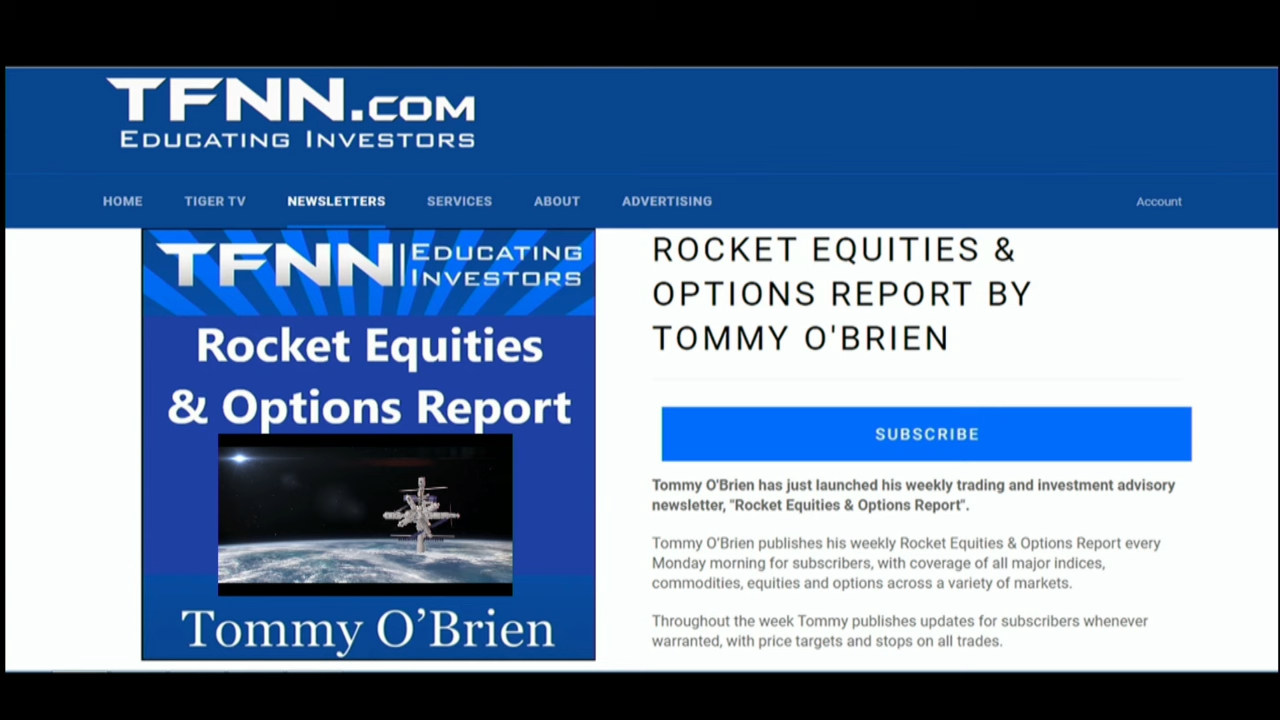 TFNN.COM
EDUCATING INVESTORS
HOME TIGER TV NEWSLETTERS SERVICES ABOUT ADVERTISING Account
TFNN EDUCATING
INVESTORS
Rocket Equities
& Options Report
Tommy O’Brien
ROCKET EQUITIES &
OPTIONS REPORT BY
TOMMY O'BRIEN
SUBSCRIBE
Tommy O'Brien has just launched his weekly trading and investment advisory
newsletter, "Rocket Equities & Options Report".
Tommy O'Brien publishes his weekly Rocket Equities & Options Report every
Monday morning for subscribers, with coverage of all major indices,
commodities, equities and options across a variety of markets.
Throughout the week Tommy publishes updates for subscribers whenever
warranted, with price targets and stops on all trades.